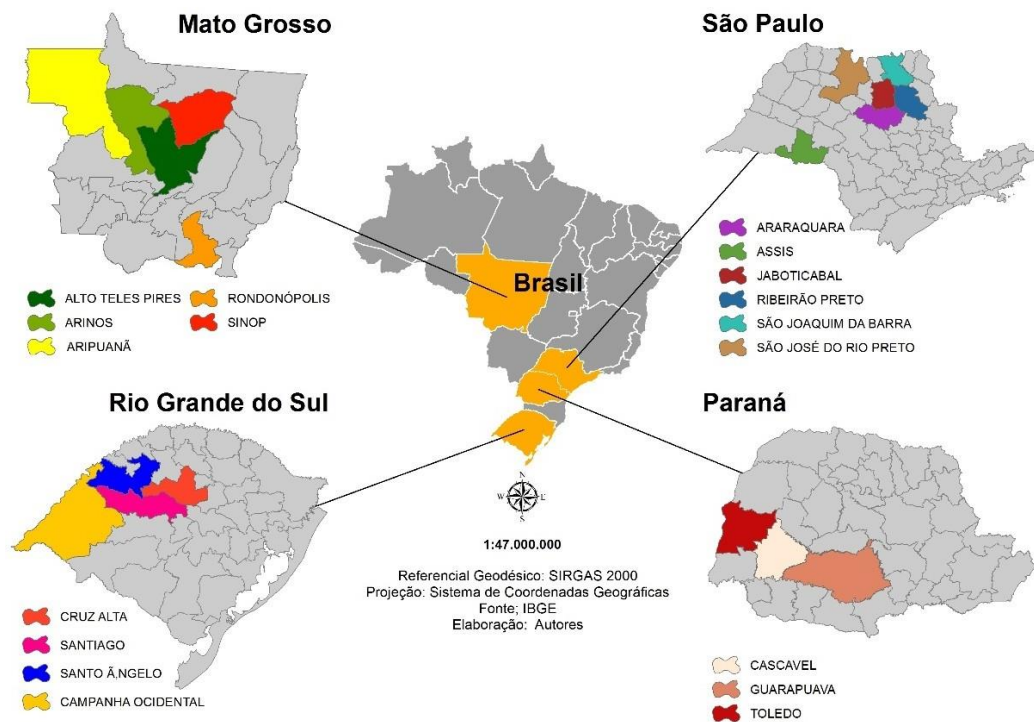 Mato Grosso
ALTO TELES PIRES
ARINOS
ARIPUANÃ
RONDONÓPOLIS
SINOP
São Paulo
ARARAQUARA
ASSIS
JABOTICABAL
RIBEIRÃO PRETO
SÃO JOAQUIM DA BARRA
SÃO JOSÉ DO RIO PRETO
Brasil
Rio Grande do Sul
CRUZ ALTA
SANTIAGO
SANTO Ã,NGELO
CAMPANHA OCIDENTAL
N
W
E
S
1:47.000.000
Referencial Geodésico: SIRGAS 2000
Projeção: Sistema de Coordenadas Geográficas
Fonte; IBGE
Elaboração: Autores
Paraná
CASCAVEL
GUARAPUAVA
TOLEDO